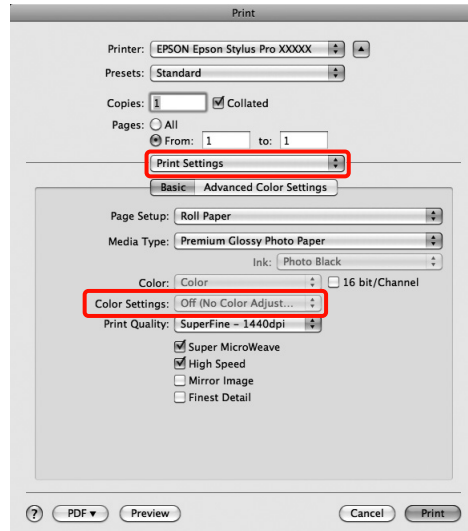 Print
Printer: EPSON Epson Stylus Pro XXXXX
Presets: Standard
Copies: 1 Collated
Pages: All
From: 1 to: 1
Print Settings
Basic Advanced Color Settings
Page Setup: Roll Paper
Media Type: Premium Glossy Photo Paper
Ink: Photo Black
Color: Color 16 bit/Channel
Color Settings: Off (No Color Adjust...
Print Quality: SuperFine – 1440dpi
Super MicroWeave
High Speed
Mirror Image
Finest Detail
? PDF Preview Cancel Print